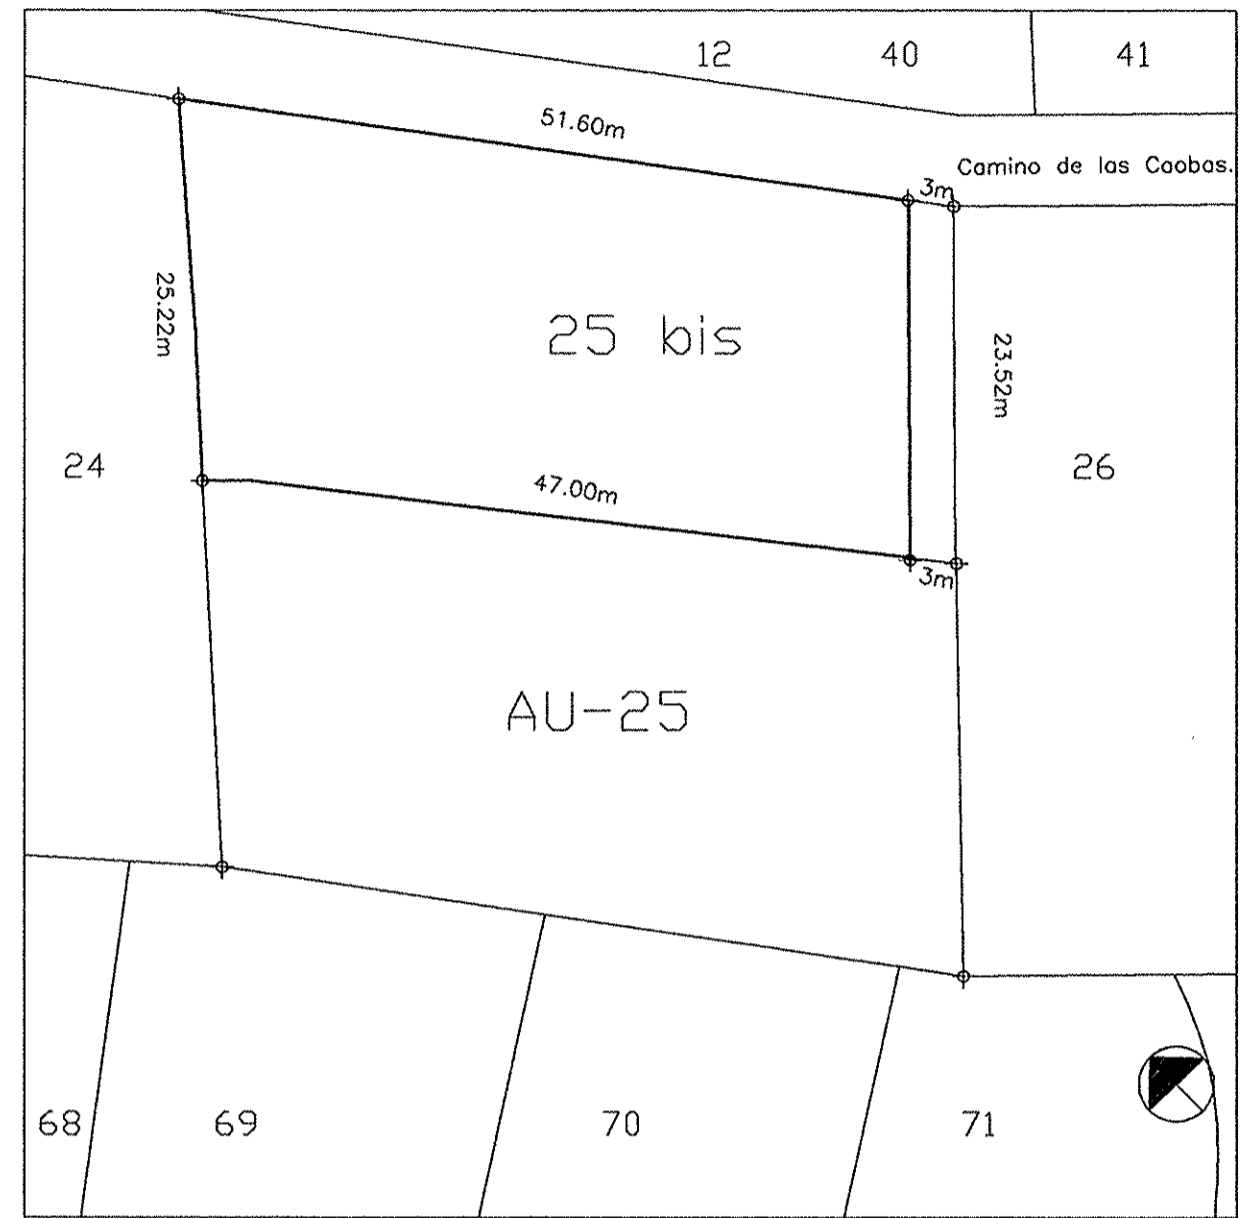 12 40 41
51.60m
Camino de las Caobas.
3m
25.22m
25 bis
23.52m
24
47.00m
26
3m
AU-25
68 69 70 71